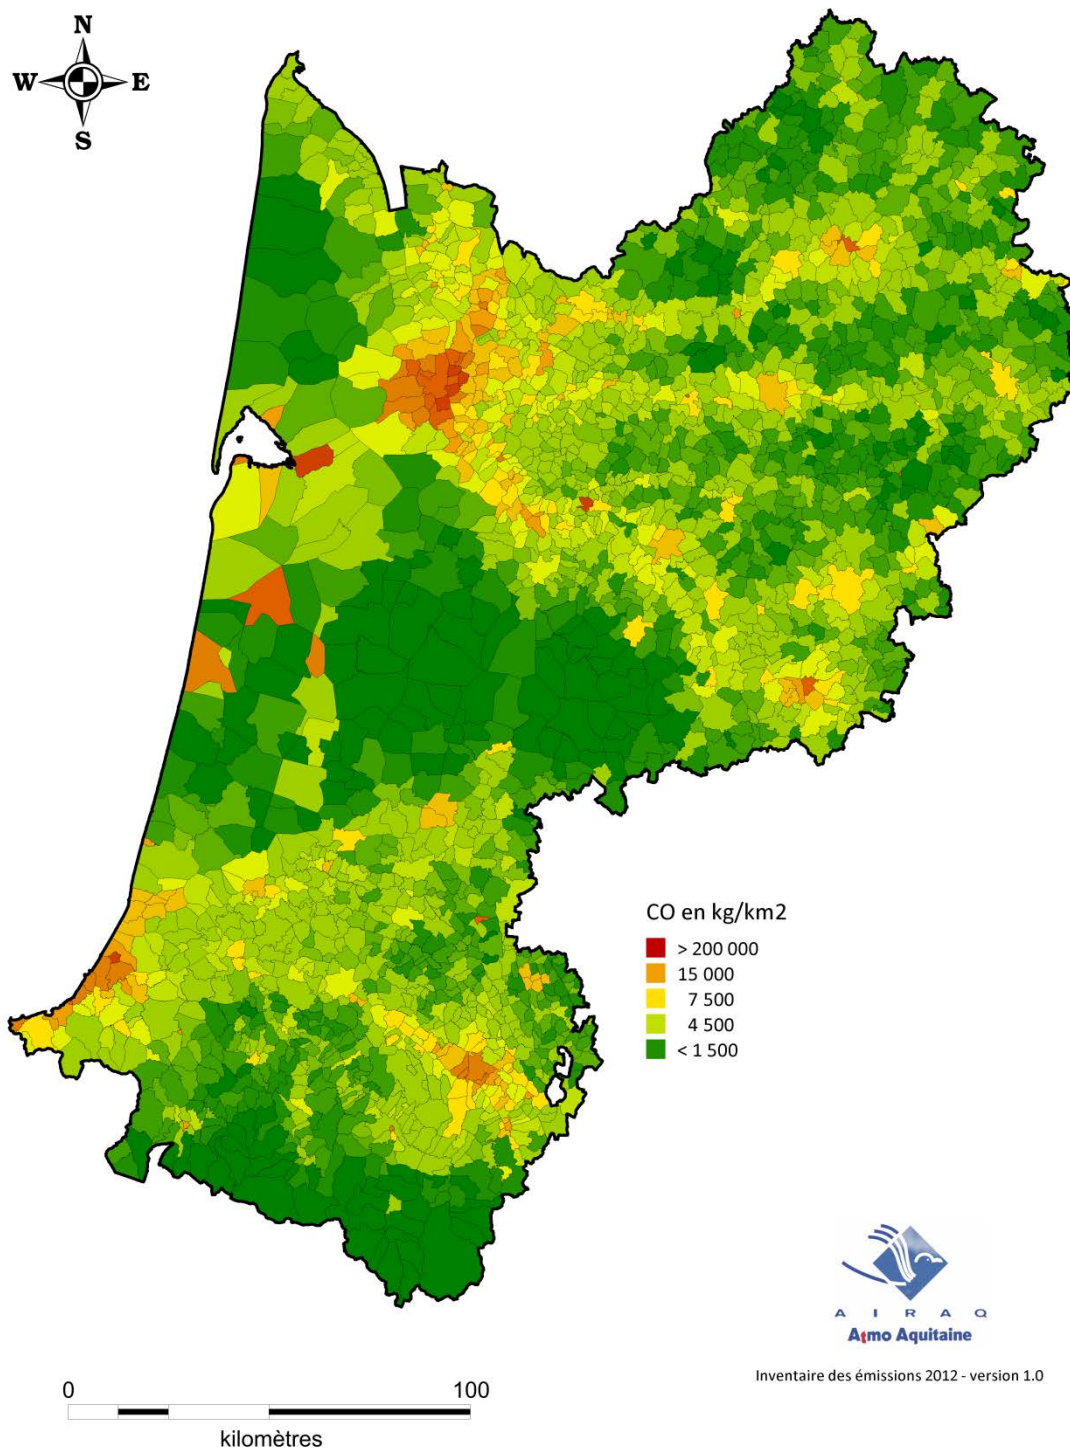 N
W E
S
CO en kg/km2
> 200 000
15 000
7 500
4 500
< 1 500
A I R A Q
Atmo Aquitaine
Inventaire des émissions 2012 - version 1.0
0 100
kilomètres